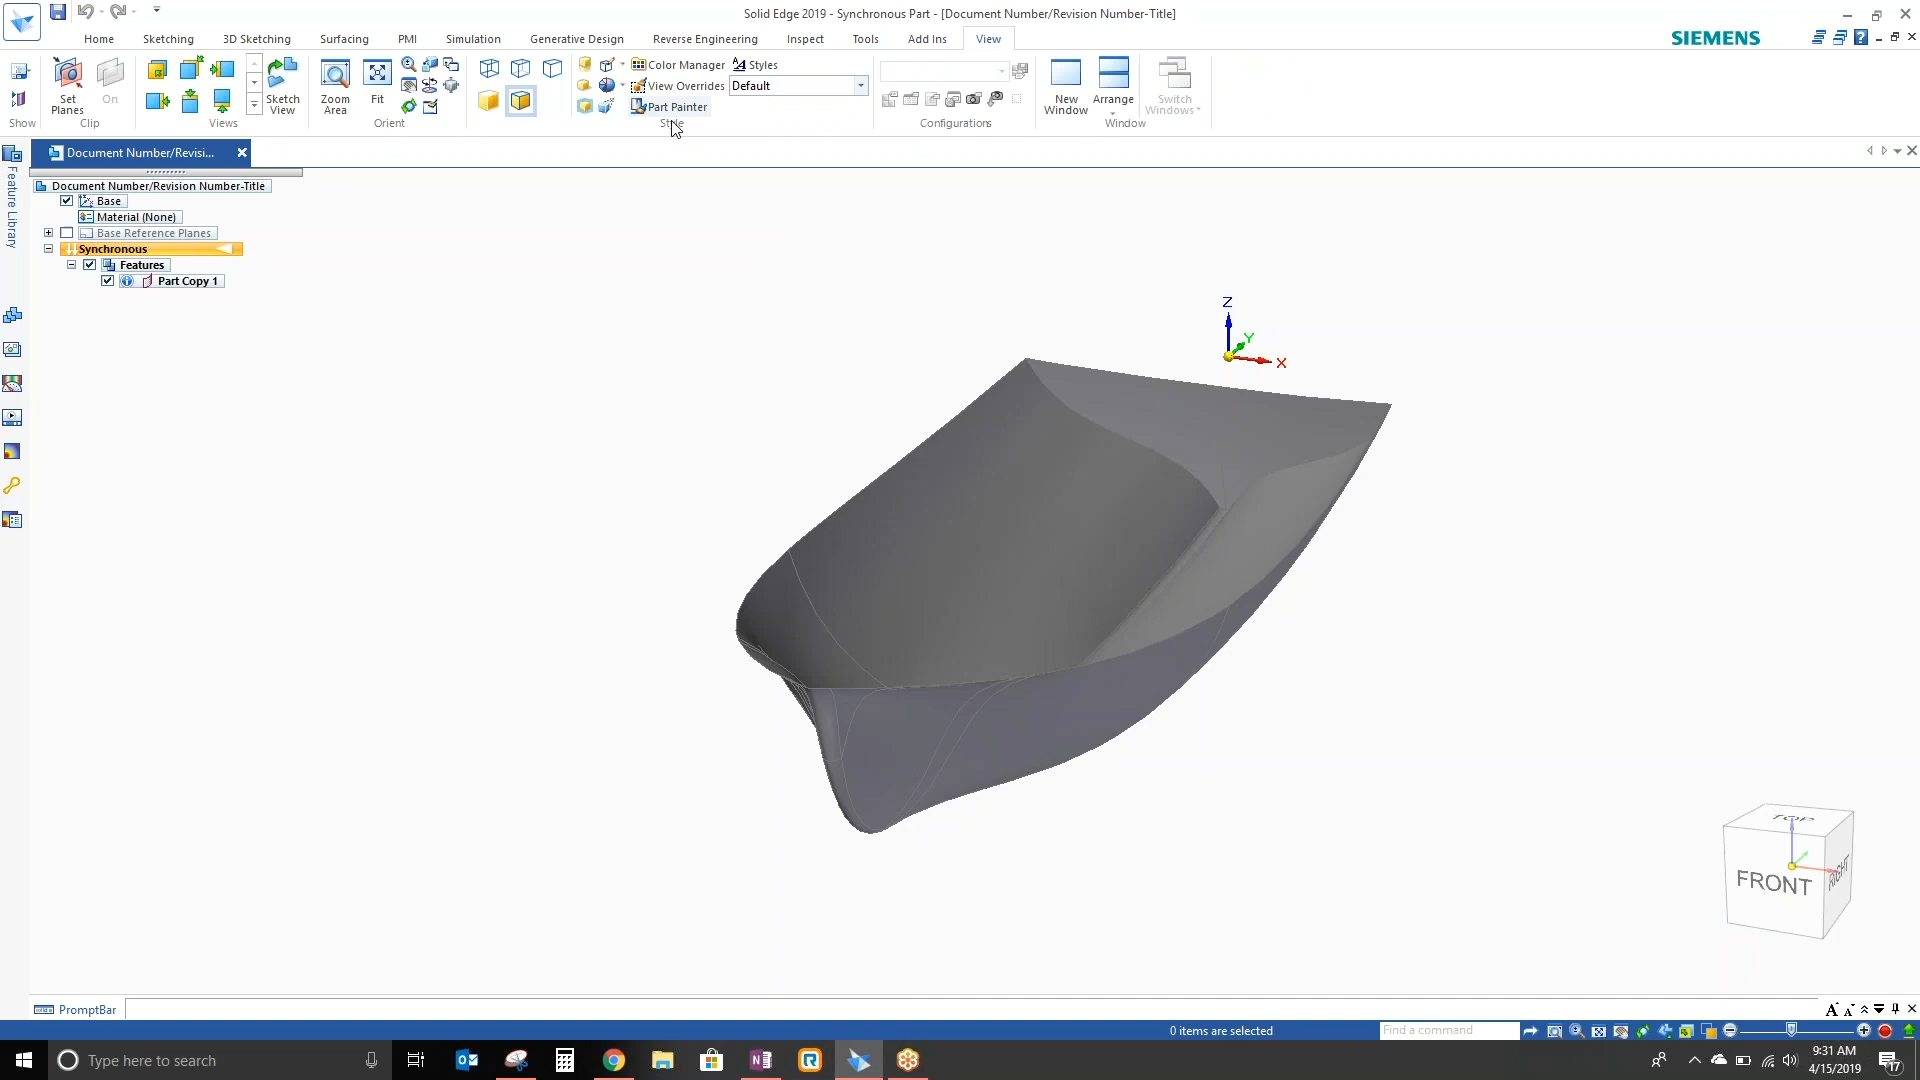 Solid Edge 2019 - Synchronous Part - [Document Number/Revision Number-Title]
Home
Sketching
3D Sketching
Surfacing
PMI
Simulation
Generative Design
Reverse Engineering
Inspect
Tools
Add Ins
View
SIEMENS
Set Planes
On
Sketch View
Zoom Area
Fit
Color Manager
Styles
View Overrides
Default
Part Painter
New Window
Arrange
Switch Windows
Show
Clip
Views
Orient
Style
Configurations
Window
Document Number/Revisi...
Feature Library
Document Number/Revision Number-Title
Base
Material (None)
Base Reference Planes
Synchronous
Features
Part Copy 1
Z
Y
X
TOP
FRONT
RIGHT
PromptBar
0 items are selected
Find a command
Type here to search
9:31 AM
4/15/2019
17